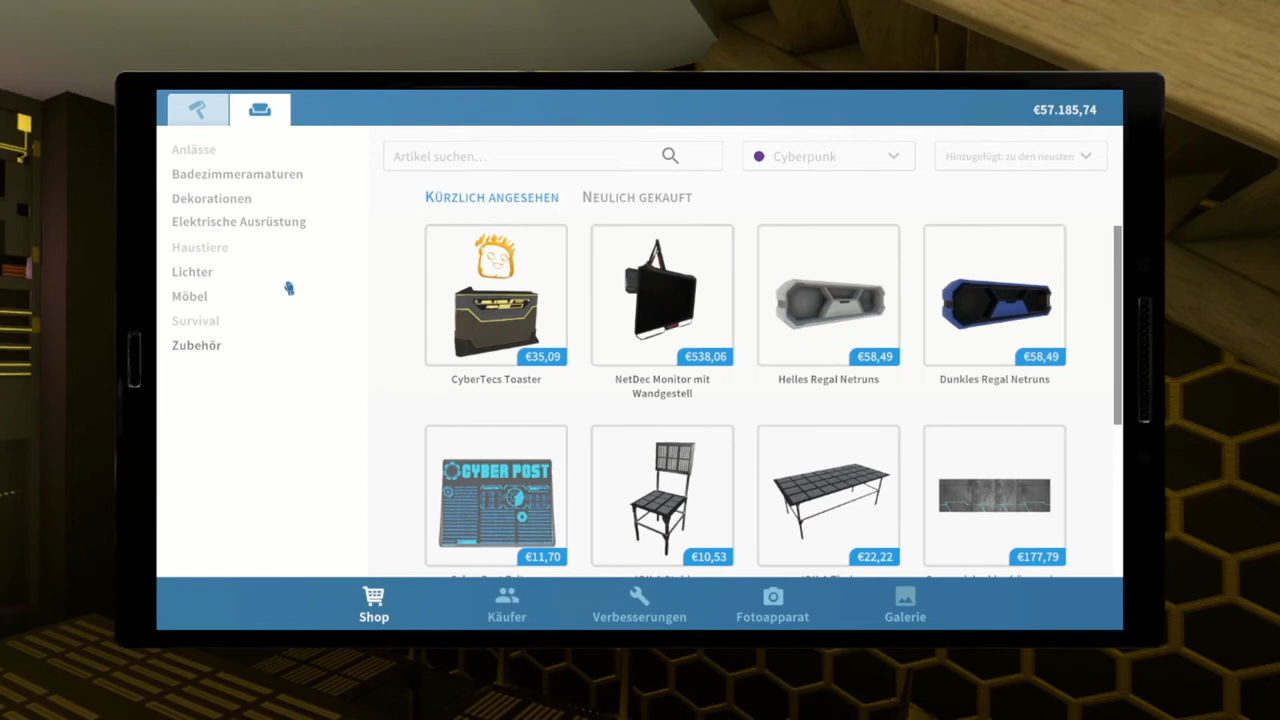 €57.185,74
Anlässe
Badezimmeramaturen
Dekorationen
Elektrische Ausrüstung
Haustiere
Lichter
Möbel
Survival
Zubehör
Artikel suchen...
Cyberpunk
Hinzugefügt: zu den neusten
KÜRZLICH ANGESEHEN
NEULICH GEKAUFT
€35,09
€538,06
€58,49
€58,49
CyberTecs Toaster
NetDec Monitor mit
Wandgestell
Helles Regal Netruns
Dunkles Regal Netruns
CYBER POST
€11,70
€10,53
€22,22
€177,79
Shop
Käufer
Verbesserungen
Fotoapparat
Galerie